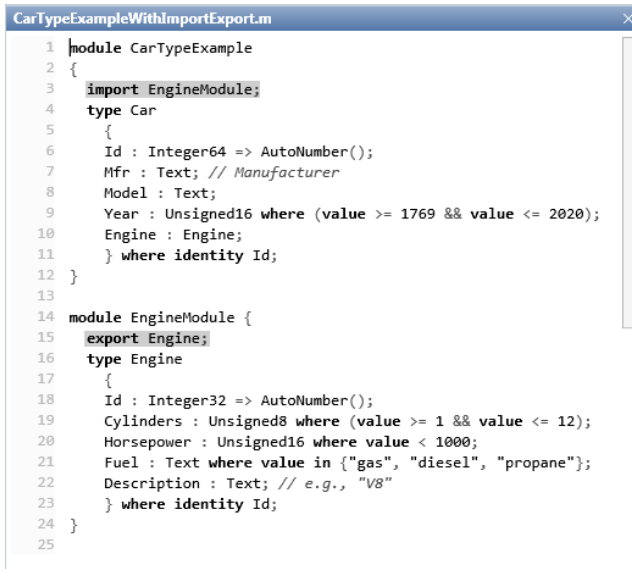 CarTypeExampleWithImportExport.m ×
1 module CarTypeExample
2 {
3   import EngineModule;
4   type Car
5     {
6     Id : Integer64 => AutoNumber();
7     Mfr : Text; // Manufacturer
8     Model : Text;
9     Year : Unsigned16 where (value >= 1769 && value <= 2020);
10     Engine : Engine;
11     } where identity Id;
12 }
13
14 module EngineModule {
15   export Engine;
16   type Engine
17     {
18     Id : Integer32 => AutoNumber();
19     Cylinders : Unsigned8 where (value >= 1 && value <= 12);
20     Horsepower : Unsigned16 where value < 1000;
21     Fuel : Text where value in {"gas", "diesel", "propane"};
22     Description : Text; // e.g., "V8"
23     } where identity Id;
24 }
25